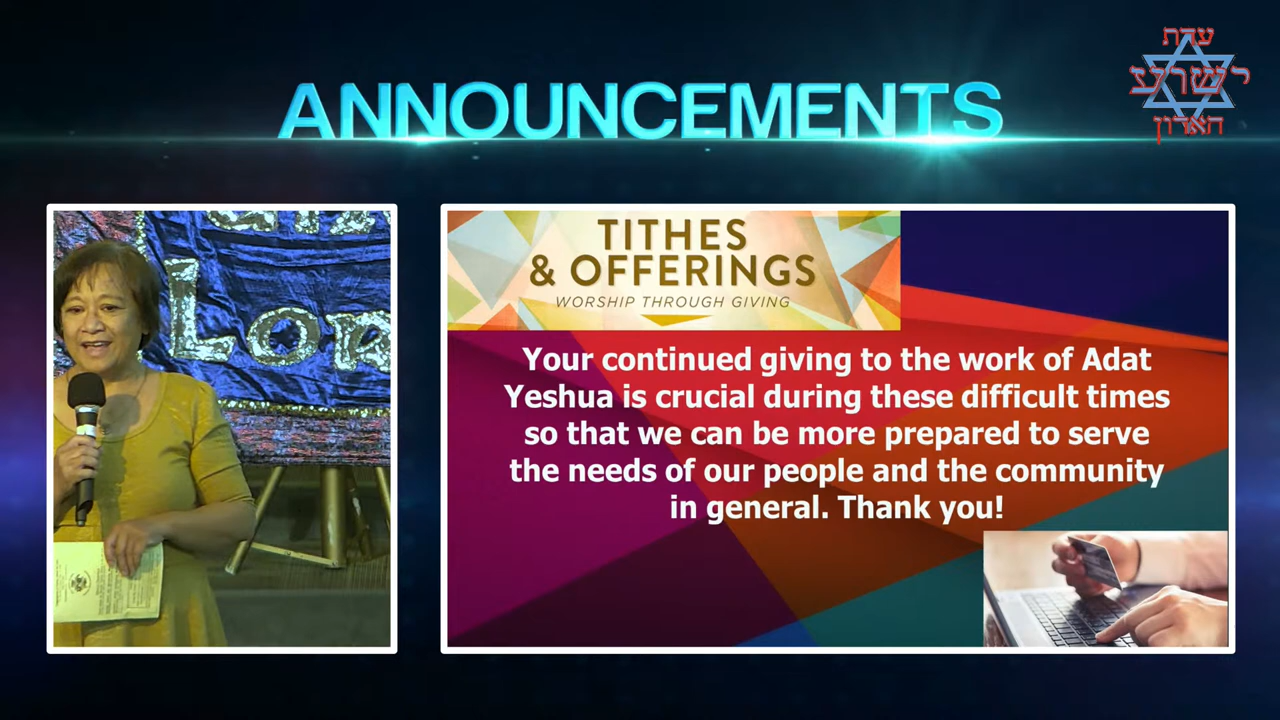 עדת
ישוע
האדון
ANNOUNCEMENTS
LOR
TITHES
& OFFERINGS
WORSHIP THROUGH GIVING
Your continued giving to the work of Adat
Yeshua is crucial during these difficult times
so that we can be more prepared to serve
the needs of our people and the community
in general. Thank you!